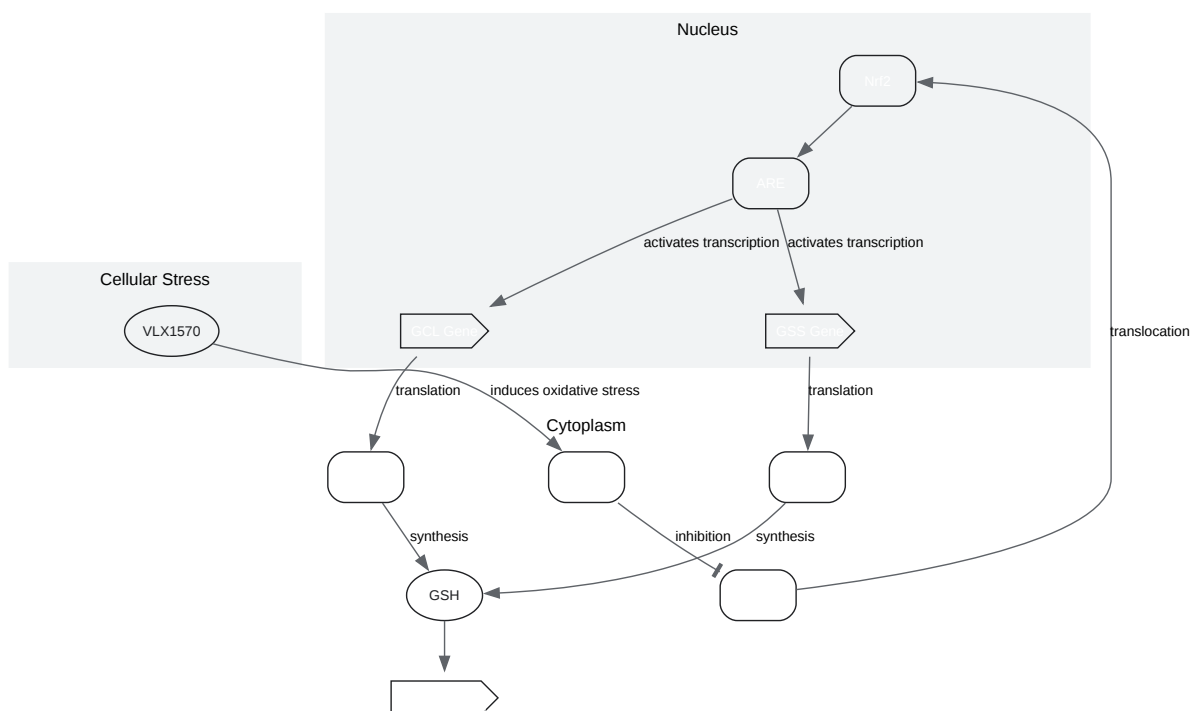 Nucleus
Nrf2
ARE
activates transcription
activates transcription
Cellular Stress
VLX1570
GCL Gene
GSS Gene
translocation
translation
induces oxidative stress
translation
Cytoplasm
synthesis
inhibition
synthesis
GSH